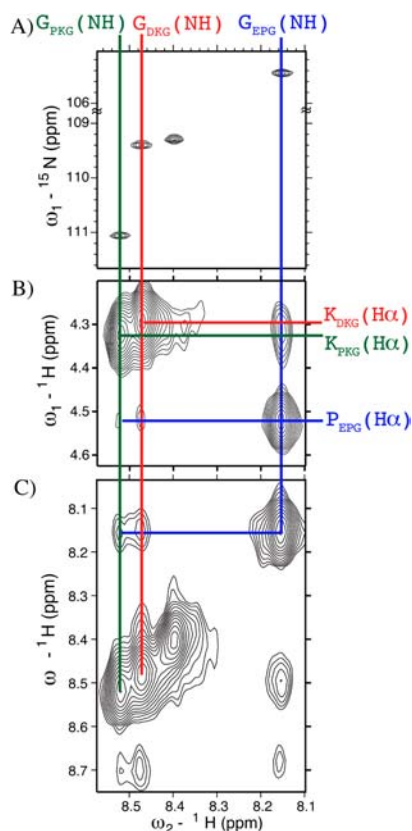 G_PKG(NH) G_DKG(NH) G_EPG(NH)
A)
106
109
110
111
ω₁ - ¹⁵N (ppm)
B)
4.3
4.4
4.5
4.6
ω₁ - ¹H (ppm)
K_DKG(Hα)
K_PKG(Hα)
P_EPG(Hα)
C)
8.1
8.2
8.3
8.4
8.5
8.6
8.7
ω - ¹H (ppm)
8.5 8.4 8.3 8.2 8.1
ω₂ - ¹H (ppm)